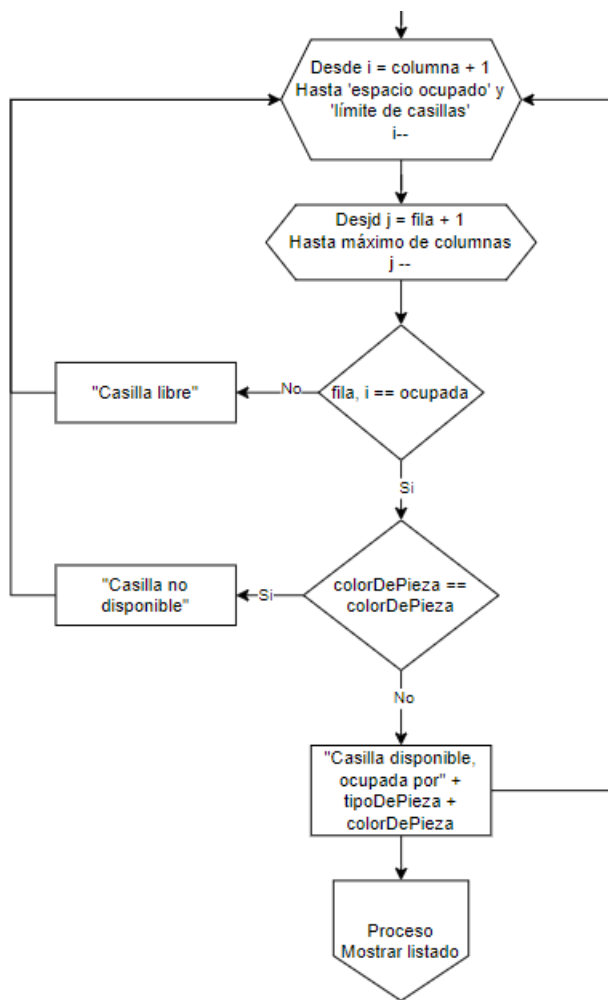 Desde i = columna + 1
Hasta 'espacio ocupado' y
'límite de casillas'
i--
Desjd j = fila + 1
Hasta máximo de columnas
j --
"Casilla libre"
No
fila, i == ocupada
Si
"Casilla no
disponible"
Si
colorDePieza ==
colorDePieza
No
"Casilla disponible,
ocupada por" +
tipoDePieza +
colorDePieza
Proceso
Mostrar listado